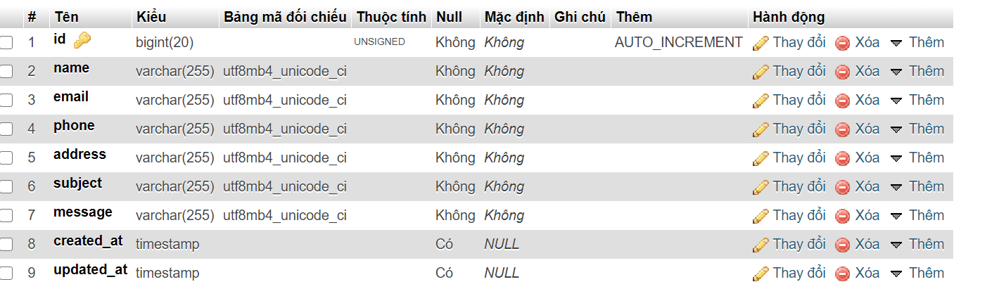 # Tên Kiểu Bảng mã đối chiếu Thuộc tính Null Mặc định Ghi chú Thêm Hành động
1 id bigint(20) UNSIGNED Không Không AUTO_INCREMENT Thay đổi Xóa Thêm
2 name varchar(255) utf8mb4_unicode_ci Không Không Thay đổi Xóa Thêm
3 email varchar(255) utf8mb4_unicode_ci Không Không Thay đổi Xóa Thêm
4 phone varchar(255) utf8mb4_unicode_ci Không Không Thay đổi Xóa Thêm
5 address varchar(255) utf8mb4_unicode_ci Không Không Thay đổi Xóa Thêm
6 subject varchar(255) utf8mb4_unicode_ci Không Không Thay đổi Xóa Thêm
7 message varchar(255) utf8mb4_unicode_ci Không Không Thay đổi Xóa Thêm
8 created_at timestamp Có NULL Thay đổi Xóa Thêm
9 updated_at timestamp Có NULL Thay đổi Xóa Thêm